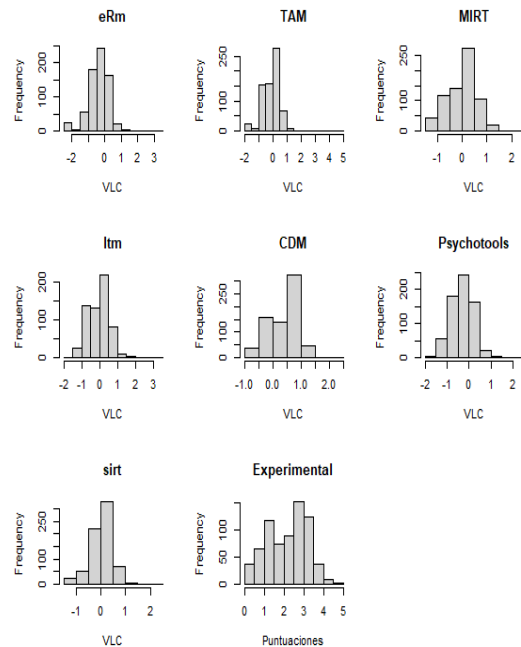 eRm
TAM
MIRT
Frequency
0 100 200
-2 0 1 2 3
VLC
Frequency
0 100 250
-2 0 1 2 3 4 5
VLC
Frequency
0 100 250
-1 0 1 2
VLC
ltm
CDM
Psychotools
Frequency
0 50 150
-2 -1 0 1 2 3
VLC
Frequency
0 100 250
-1.0 0.0 1.0 2.0
VLC
Frequency
0 100 200
-2 -1 0 1 2
VLC
sirt
Experimental
Frequency
0 100 250
-1 0 1 2
VLC
Frequency
0 50 100
0 1 2 3 4 5
Puntuaciones